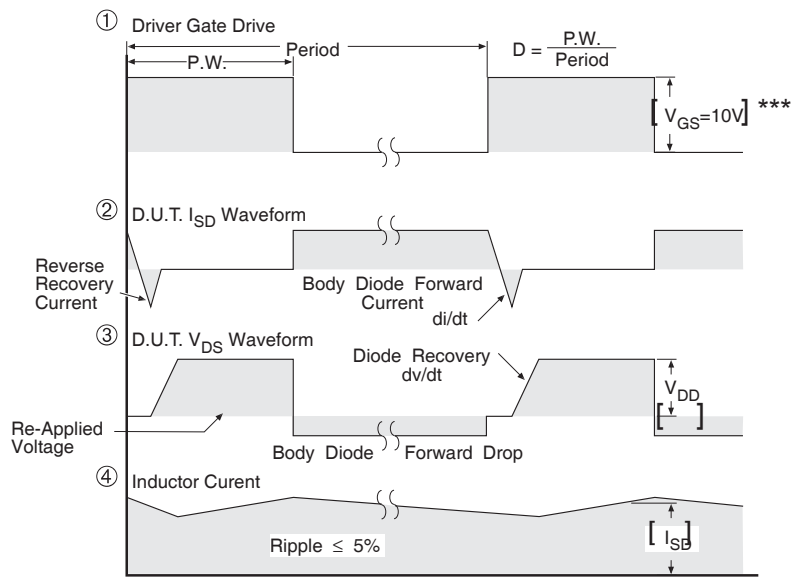 ① Driver Gate Drive
Period
P.W.
D = P.W. / Period
[ V_GS=10V ] ***
② D.U.T. I_SD Waveform
Reverse
Recovery
Current
Body Diode Forward
Current
di/dt
③ D.U.T. V_DS Waveform
Diode Recovery
dv/dt
V_DD
[ ]
Re-Applied
Voltage
Body Diode Forward Drop
④ Inductor Curent
Ripple ≤ 5%
[ I_SD ]